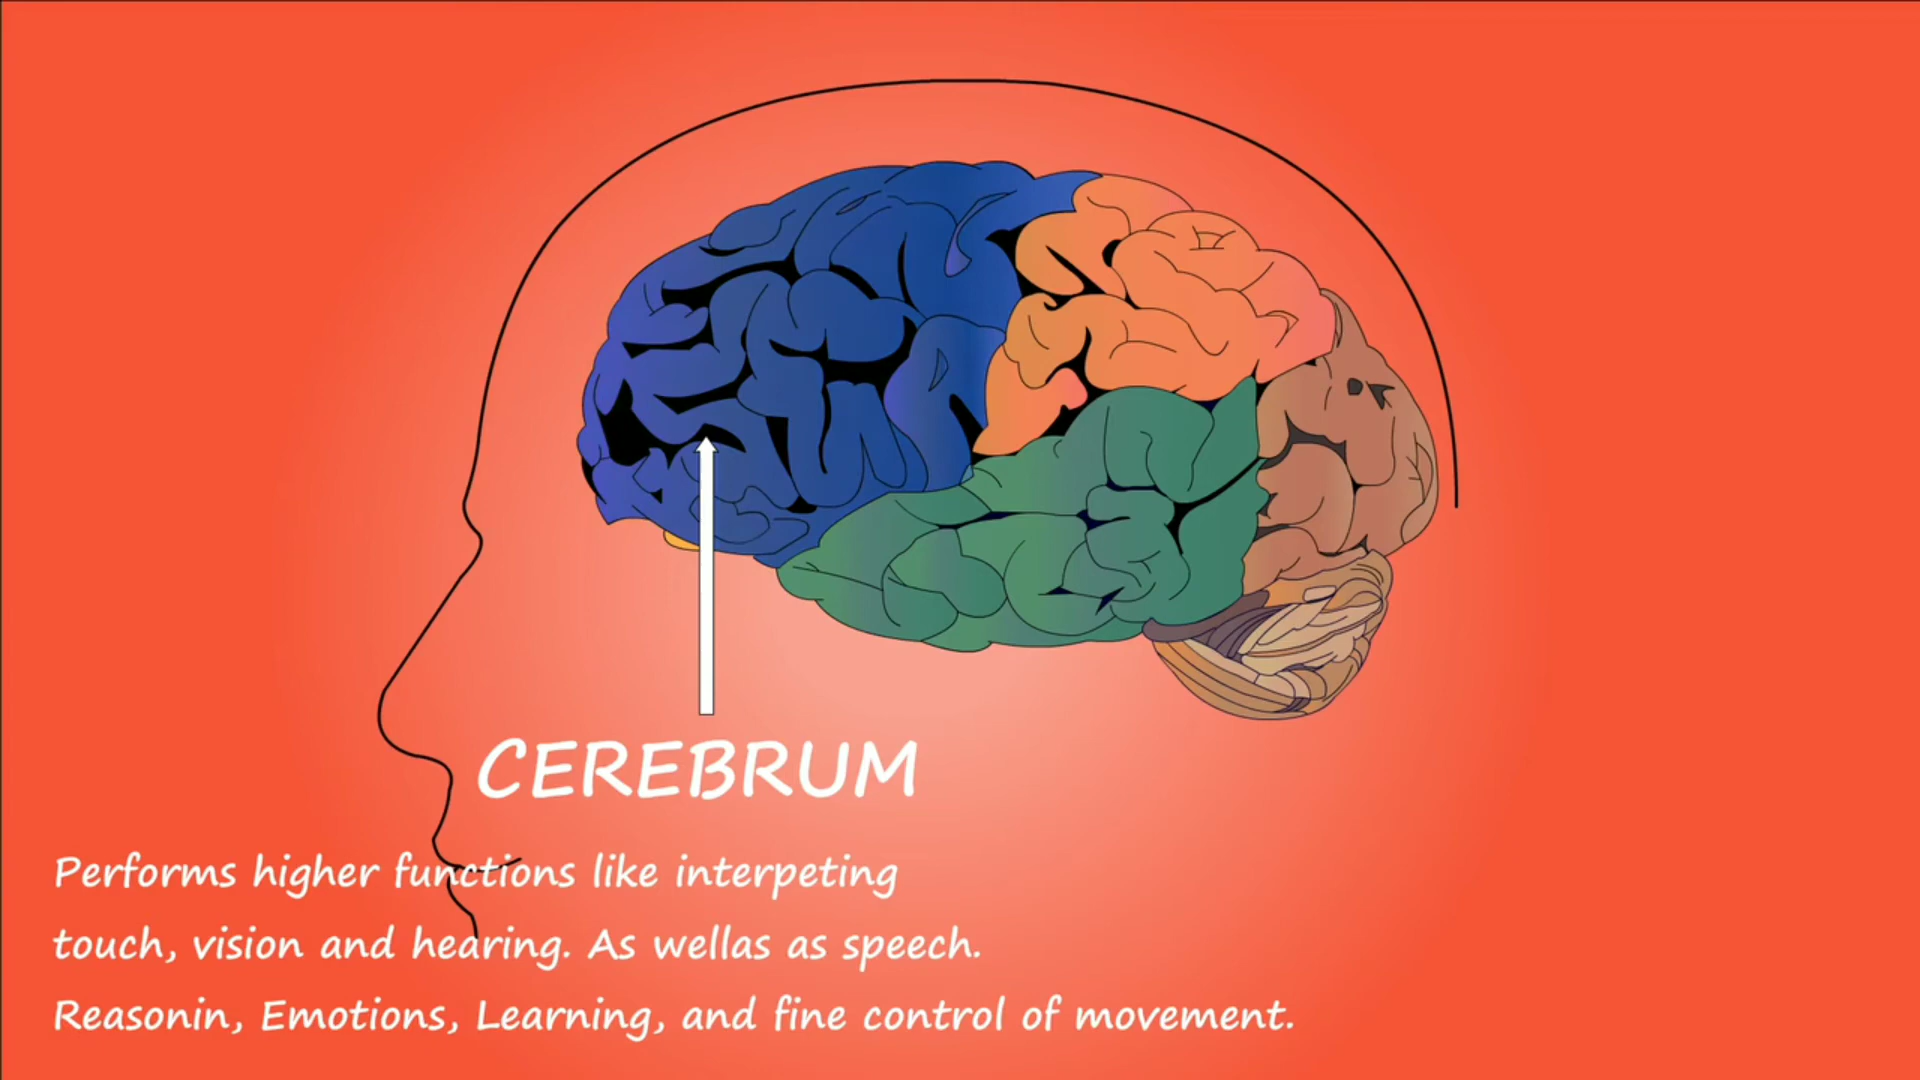 CEREBRUM
Performs higher functions like interpeting
touch, vision and hearing. As wellas as speech.
Reasonin, Emotions, Learning, and fine control of movement.